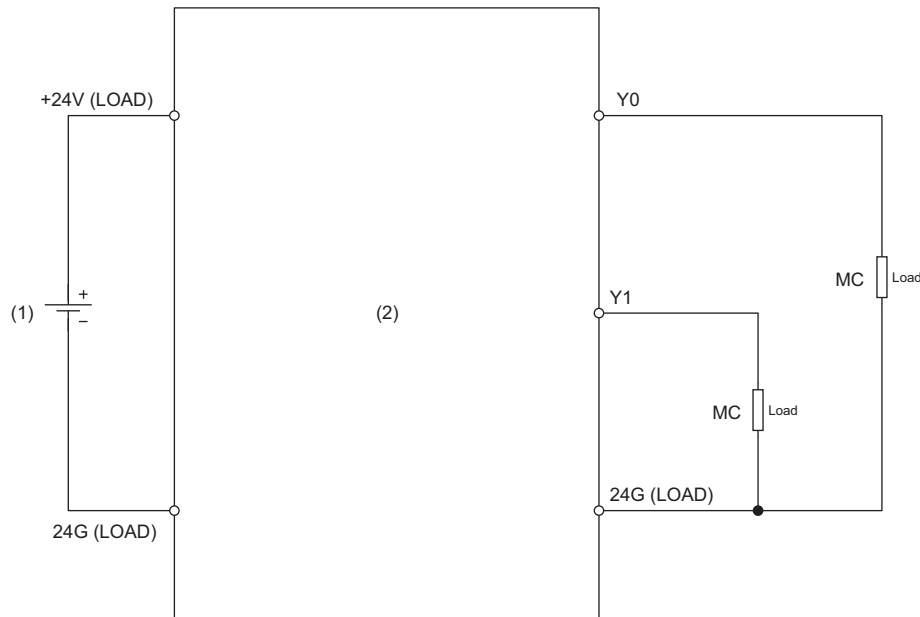 +24V (LOAD)
Y0
MC
Load
(1)
+
−
(2)
Y1
MC
Load
24G (LOAD)
24G (LOAD)